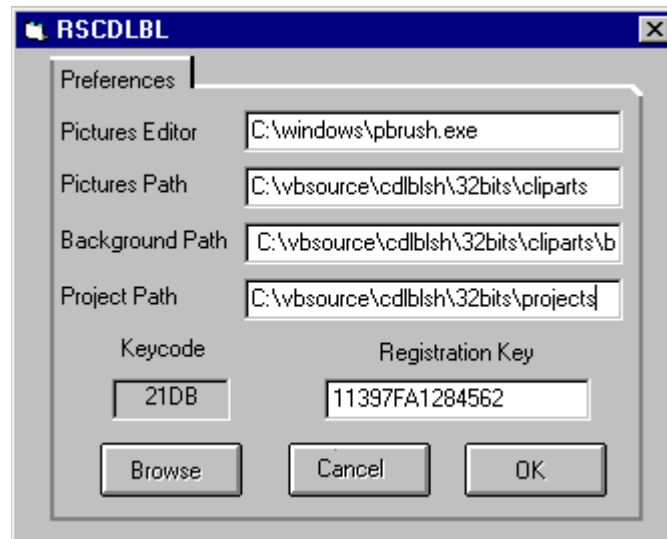 RSCDLBL
Preferences
Pictures Editor C:\windows\pbrush.exe
Pictures Path C:\vbsource\cdlblsh\32bits\cliparts
Background Path C:\vbsource\cdlblsh\32bits\cliparts\b
Project Path C:\vbsource\cdlblsh\32bits\projects
Keycode Registration Key
21DB 11397FA1284562
Browse Cancel OK